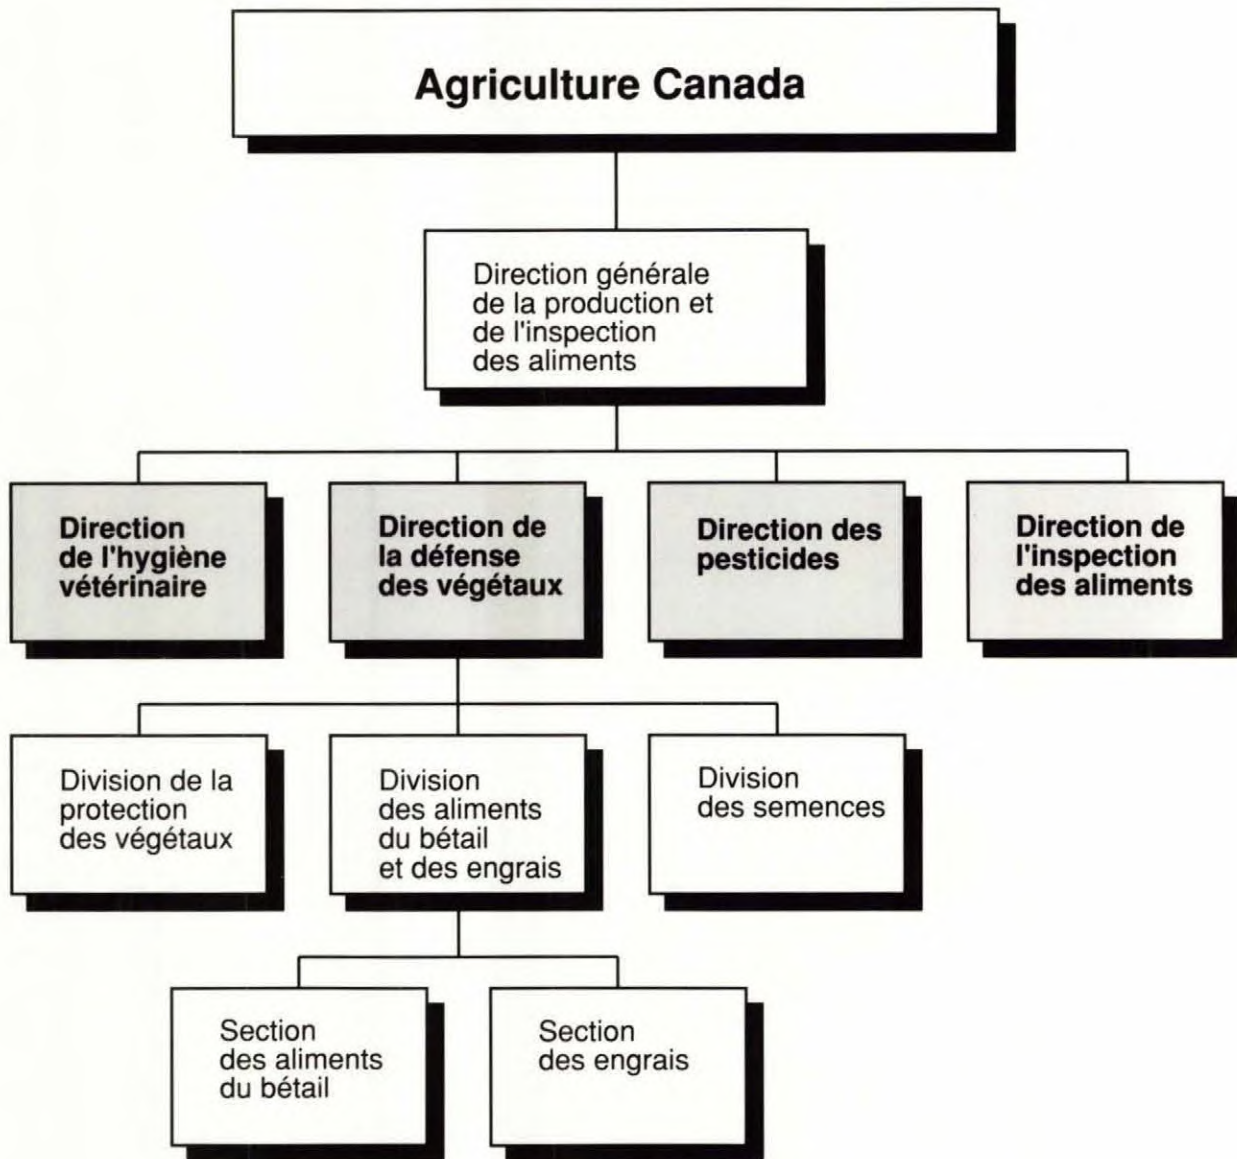 Agriculture Canada
Direction générale
de la production et
de l'inspection
des aliments
Direction
de l'hygiène
vétérinaire
Direction de
la défense
des végétaux
Direction des
pesticides
Direction de
l'inspection
des aliments
Division de la
protection
des végétaux
Division
des aliments
du bétail
et des engrais
Division
des semences
Section
des aliments
du bétail
Section
des engrais